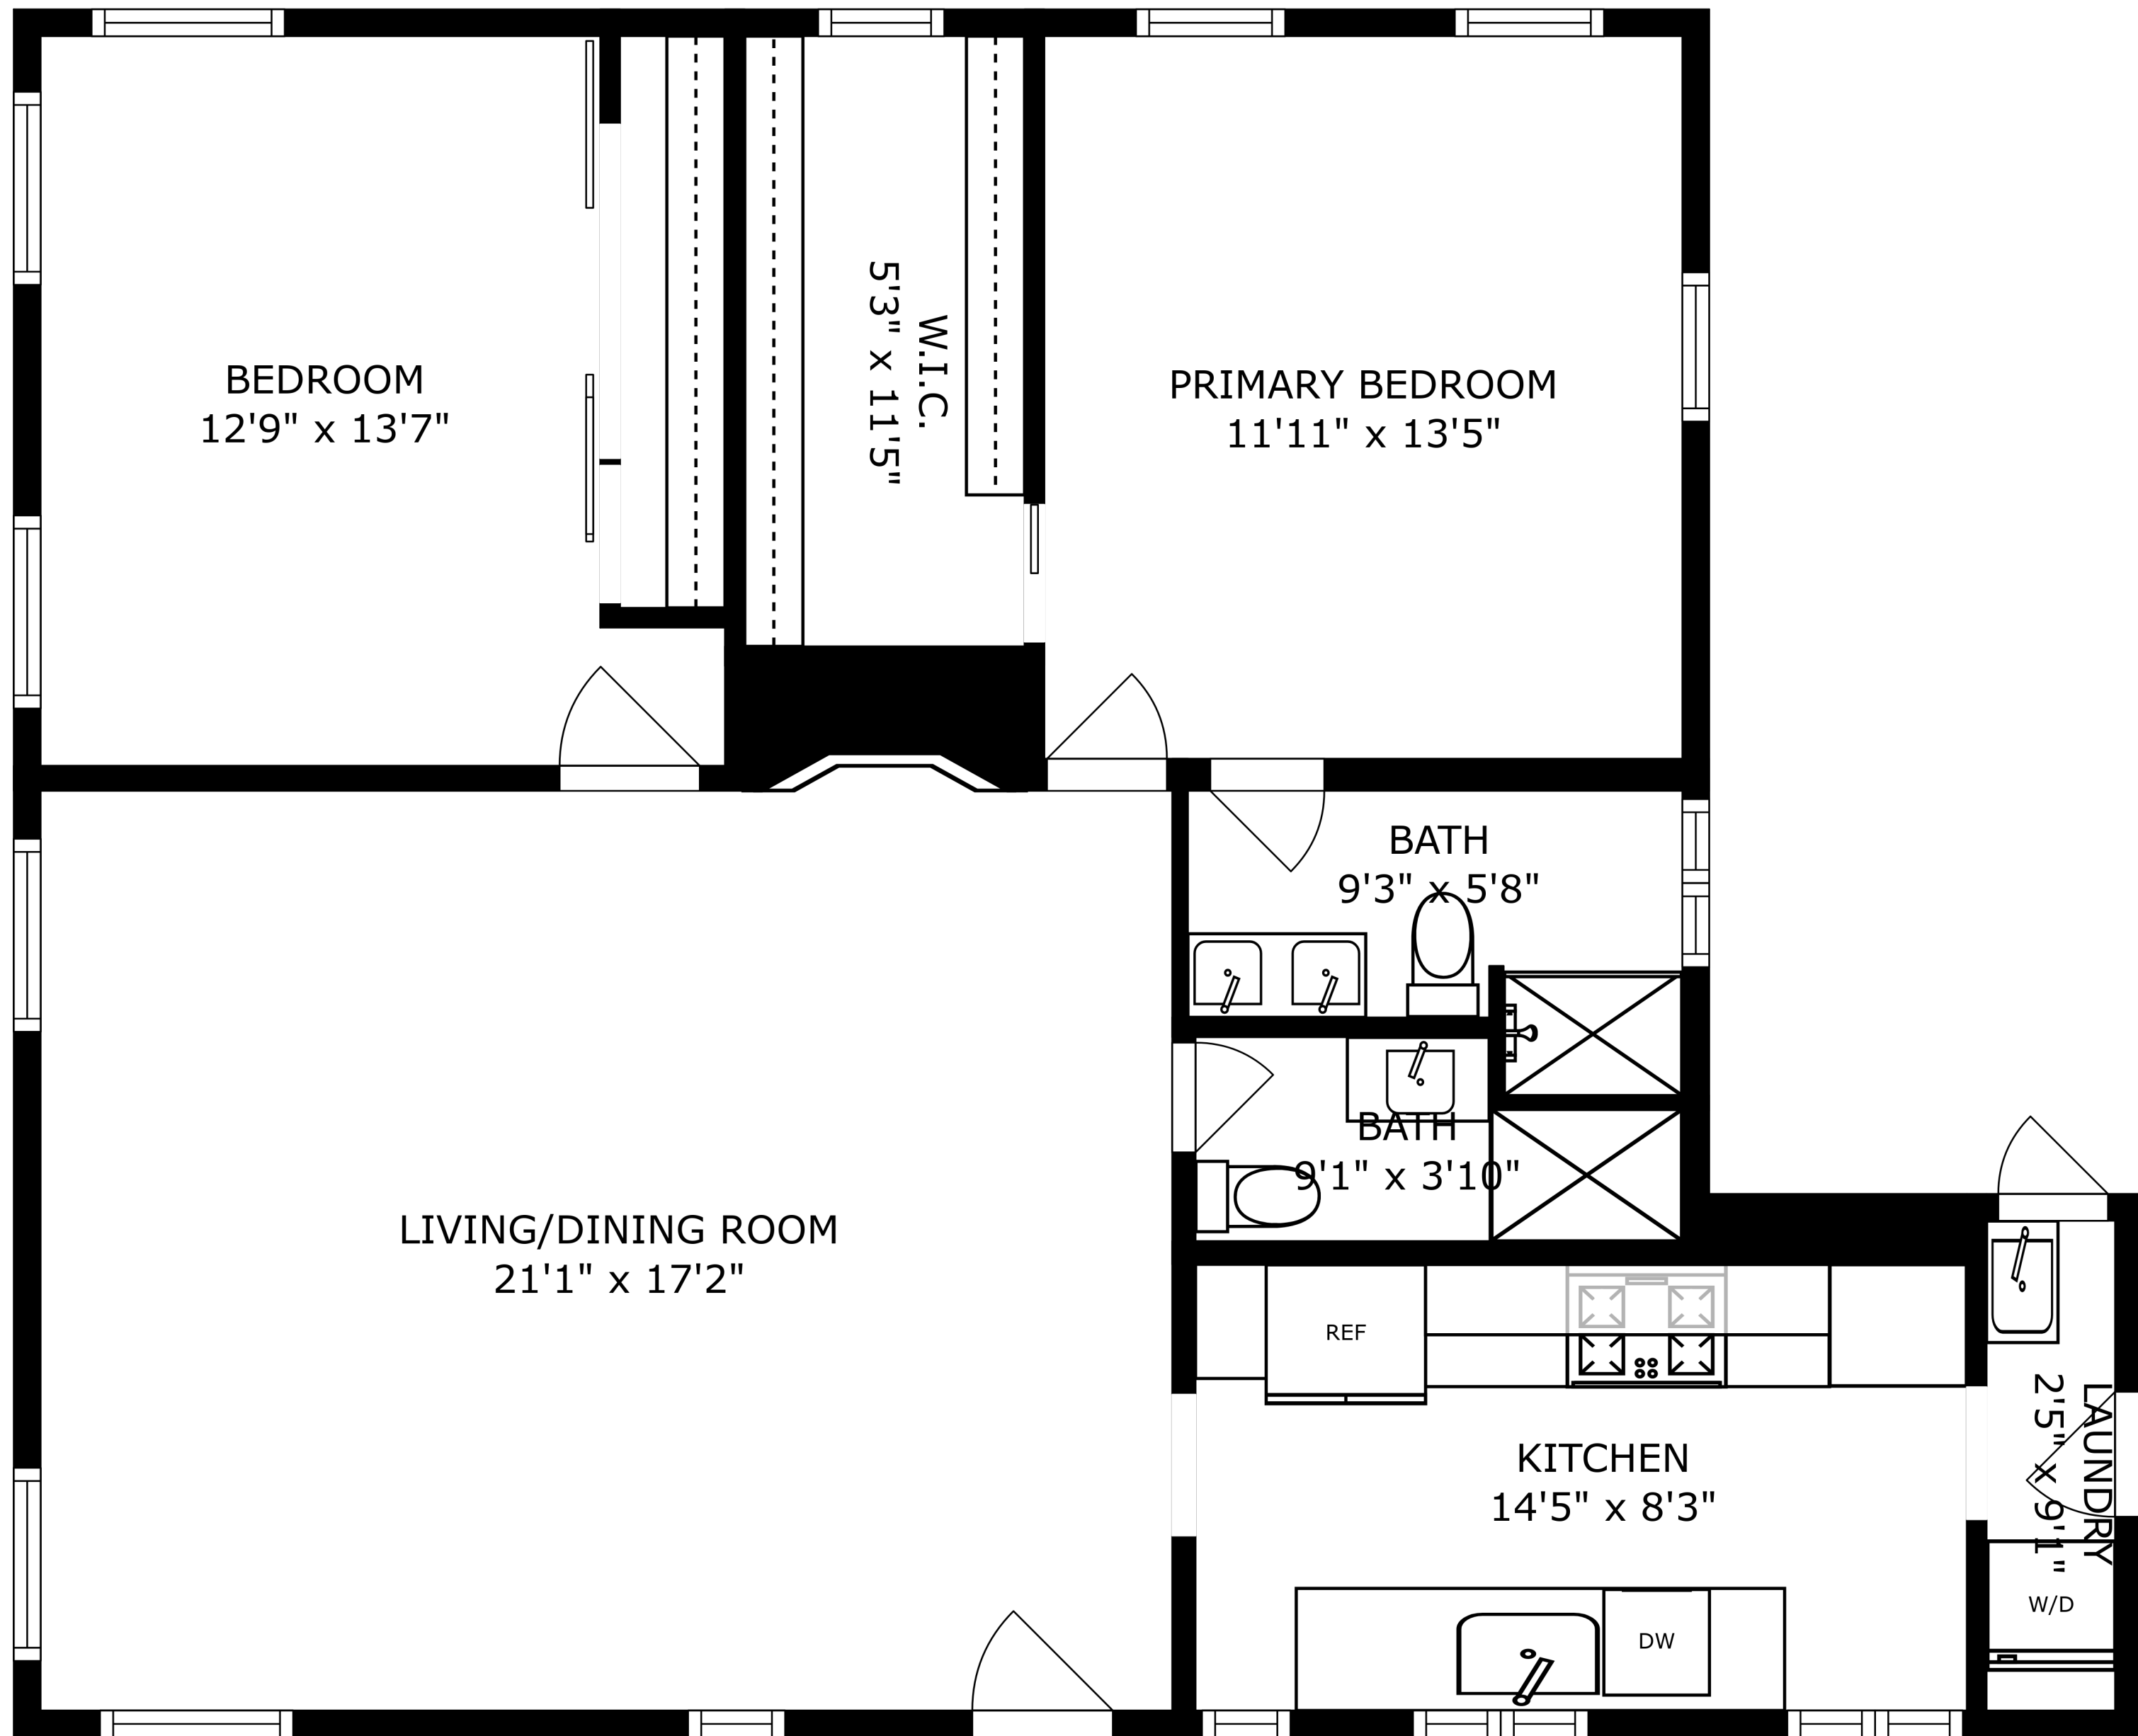 BEDROOM
12'9" x 13'7"
W.I.C.
5'3" x 11'5"
PRIMARY BEDROOM
11'11" x 13'5"
BATH
9'3" x 5'8"
BATH
9'1" x 3'10"
LIVING/DINING ROOM
21'1" x 17'2"
REF
KITCHEN
14'5" x 8'3"
DW
LAUNDRY
2'5" x 9'1"
W/D